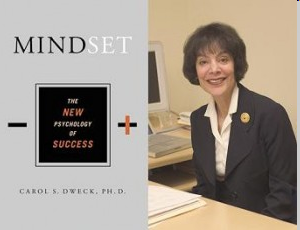 MINDSET
THE
NEW
PSYCHOLOGY OF
SUCCESS
CAROL S. DWECK, PH.D.